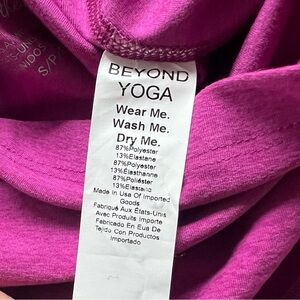 S/P
BEYOND
YOGA
Wear Me.
Wash Me.
Dry Me.
87%Polyester
13%Elastane
87%Polyester
13%Élasthanne
87%Poliéster
13%Elastano
Made In Usa Of Imported
Goods
Fabriqué Aux États-Unis
Avec Produits Importe
Fabricado En Eua De
Tejido Con Productos
Importado